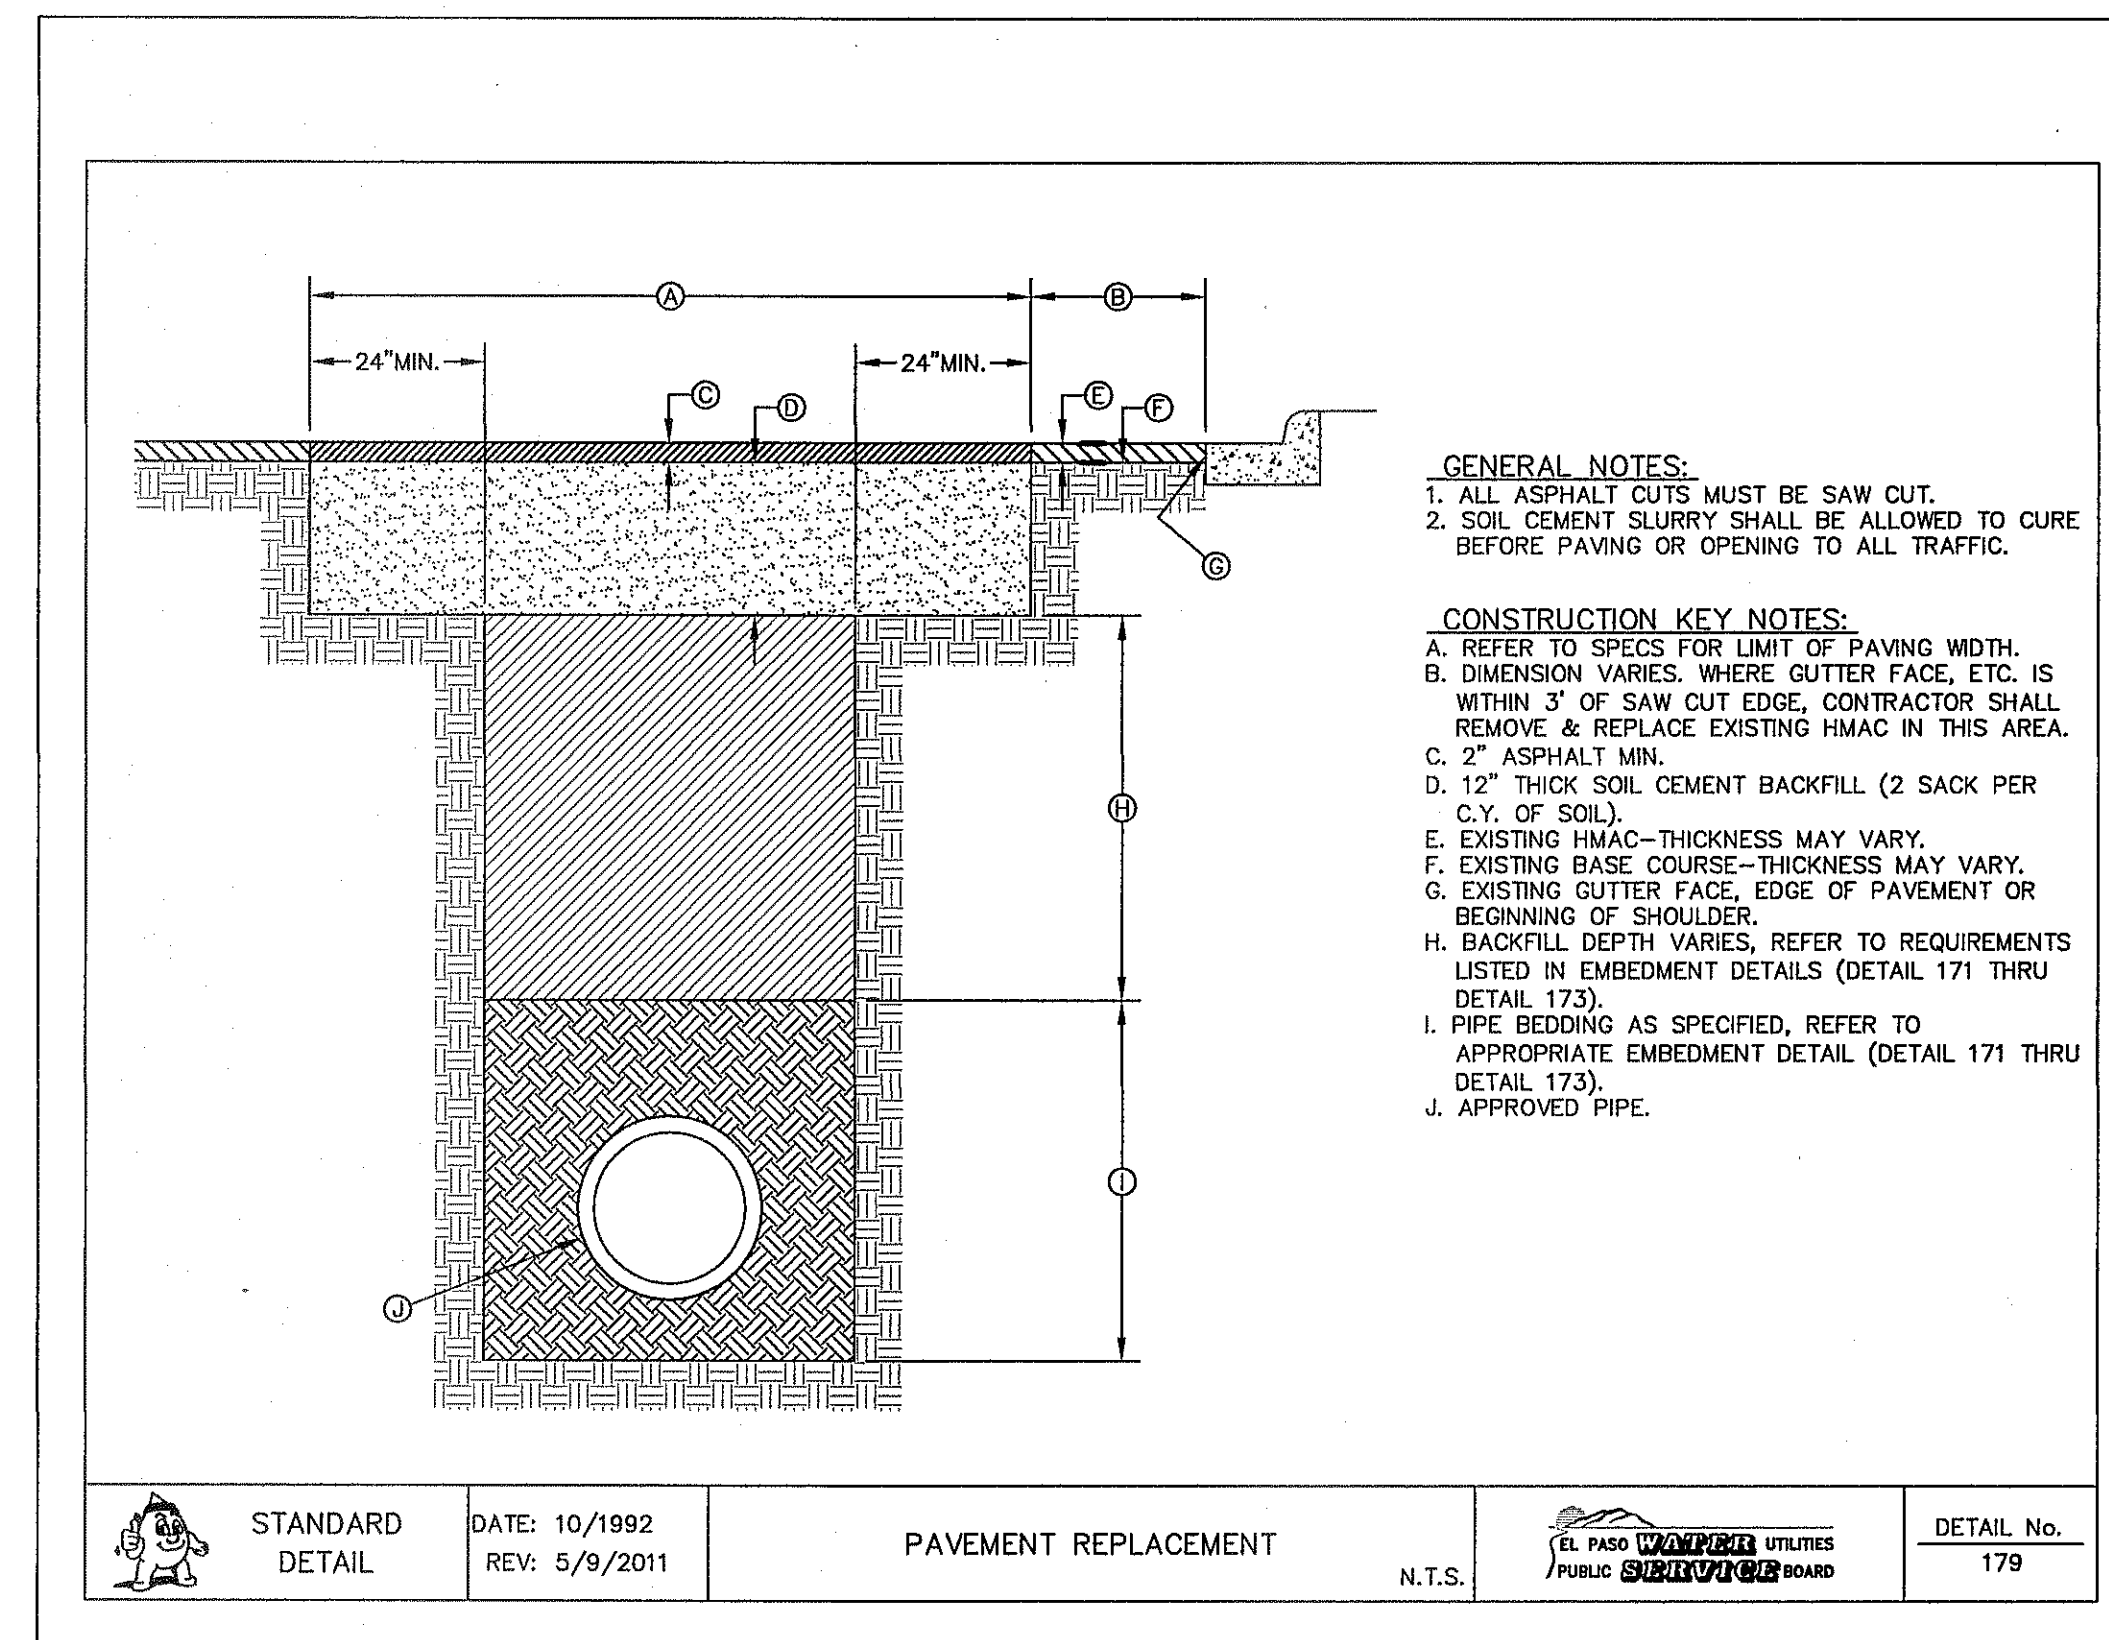 A
B
24"MIN.
24"MIN.
C
D
E
F
G
H
I
J
GENERAL NOTES:
1. ALL ASPHALT CUTS MUST BE SAW CUT.
2. SOIL CEMENT SLURRY SHALL BE ALLOWED TO CURE
BEFORE PAVING OR OPENING TO ALL TRAFFIC.
CONSTRUCTION KEY NOTES:
A. REFER TO SPECS FOR LIMIT OF PAVING WIDTH.
B. DIMENSION VARIES. WHERE GUTTER FACE, ETC. IS
WITHIN 3' OF SAW CUT EDGE, CONTRACTOR SHALL
REMOVE & REPLACE EXISTING HMAC IN THIS AREA.
C. 2" ASPHALT MIN.
D. 12" THICK SOIL CEMENT BACKFILL (2 SACK PER
C.Y. OF SOIL).
E. EXISTING HMAC-THICKNESS MAY VARY.
F. EXISTING BASE COURSE-THICKNESS MAY VARY.
G. EXISTING GUTTER FACE, EDGE OF PAVEMENT OR
BEGINNING OF SHOULDER.
H. BACKFILL DEPTH VARIES, REFER TO REQUIREMENTS
LISTED IN EMBEDMENT DETAILS (DETAIL 171 THRU
DETAIL 173).
I. PIPE BEDDING AS SPECIFIED, REFER TO
APPROPRIATE EMBEDMENT DETAIL (DETAIL 171 THRU
DETAIL 173).
J. APPROVED PIPE.
STANDARD
DETAIL
DATE: 10/1992
REV: 5/9/2011
PAVEMENT REPLACEMENT
N.T.S.
EL PASO WATER UTILITIES
PUBLIC SERVICE BOARD
DETAIL No.
179